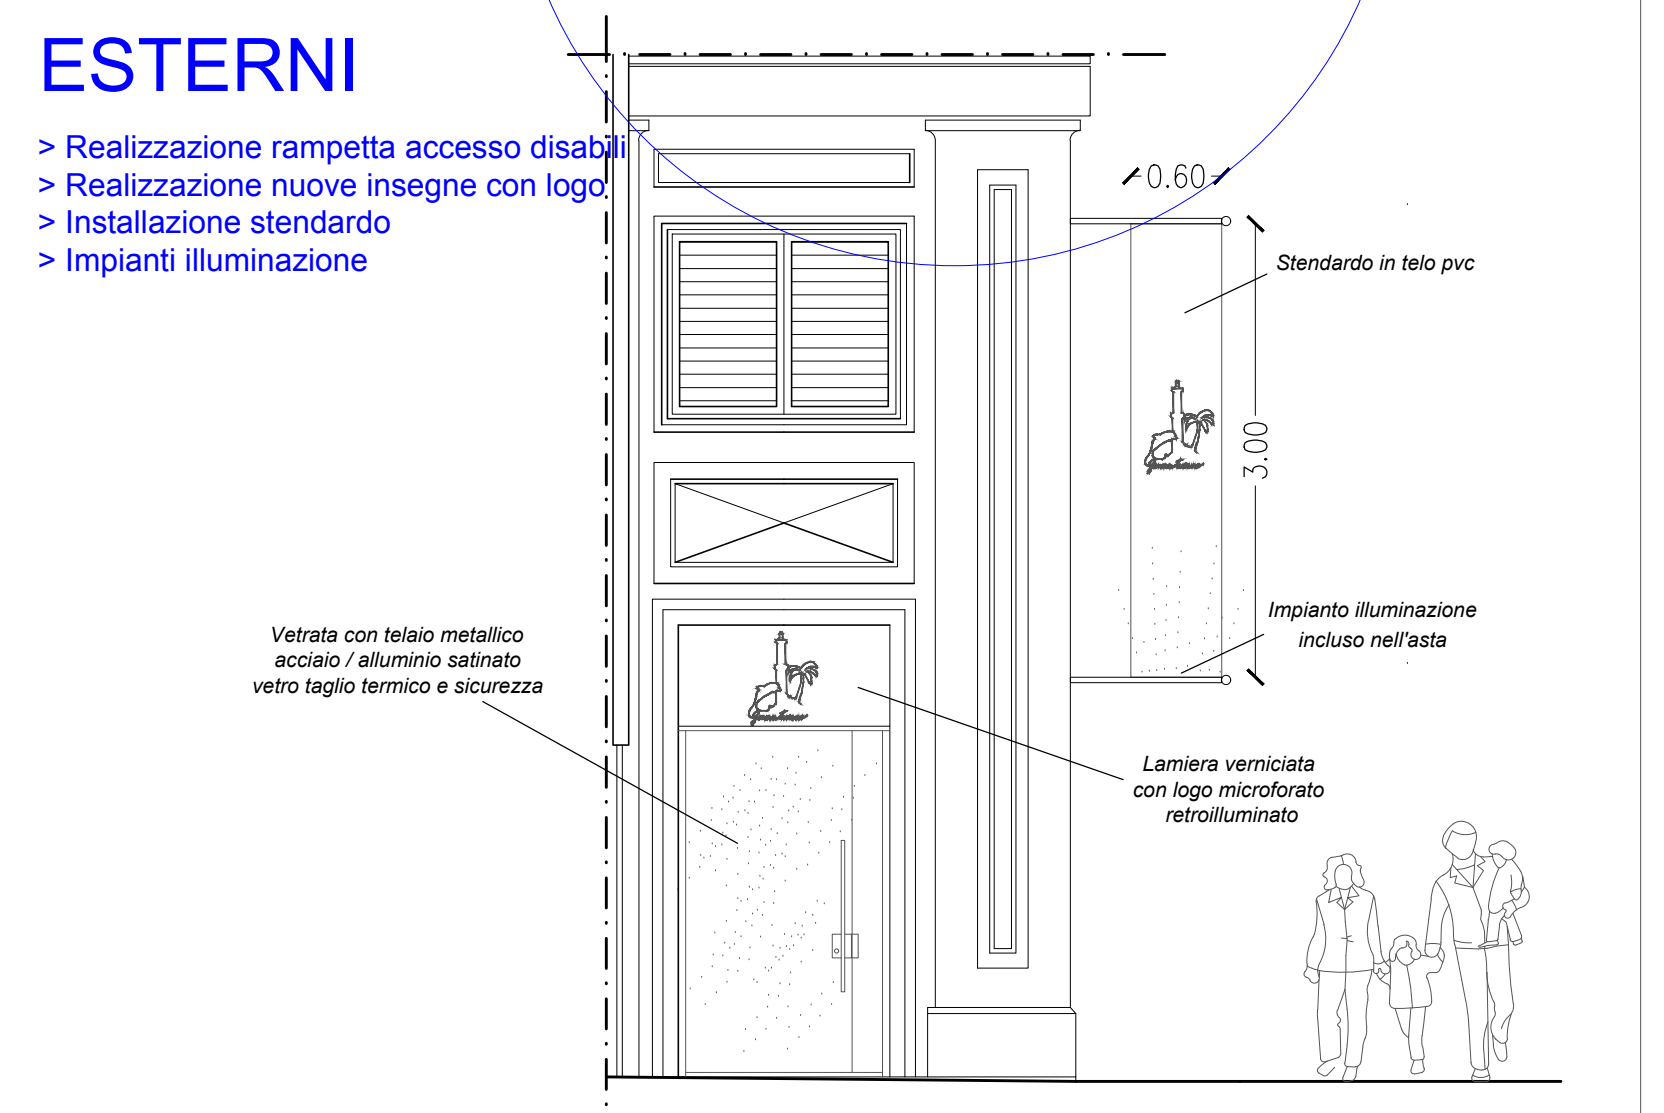 ESTERNI
> Realizzazione rampetta accesso disabili
> Realizzazione nuove insegne con logo
> Installazione stendardo
> Impianti illuminazione
0.60
Stendardo in telo pvc
3.00
Impianto illuminazione
incluso nell'asta
Vetrata con telaio metallico
acciaio / alluminio satinato
vetro taglio termico e sicurezza
Lamiera verniciata
con logo microforato
retroilluminato